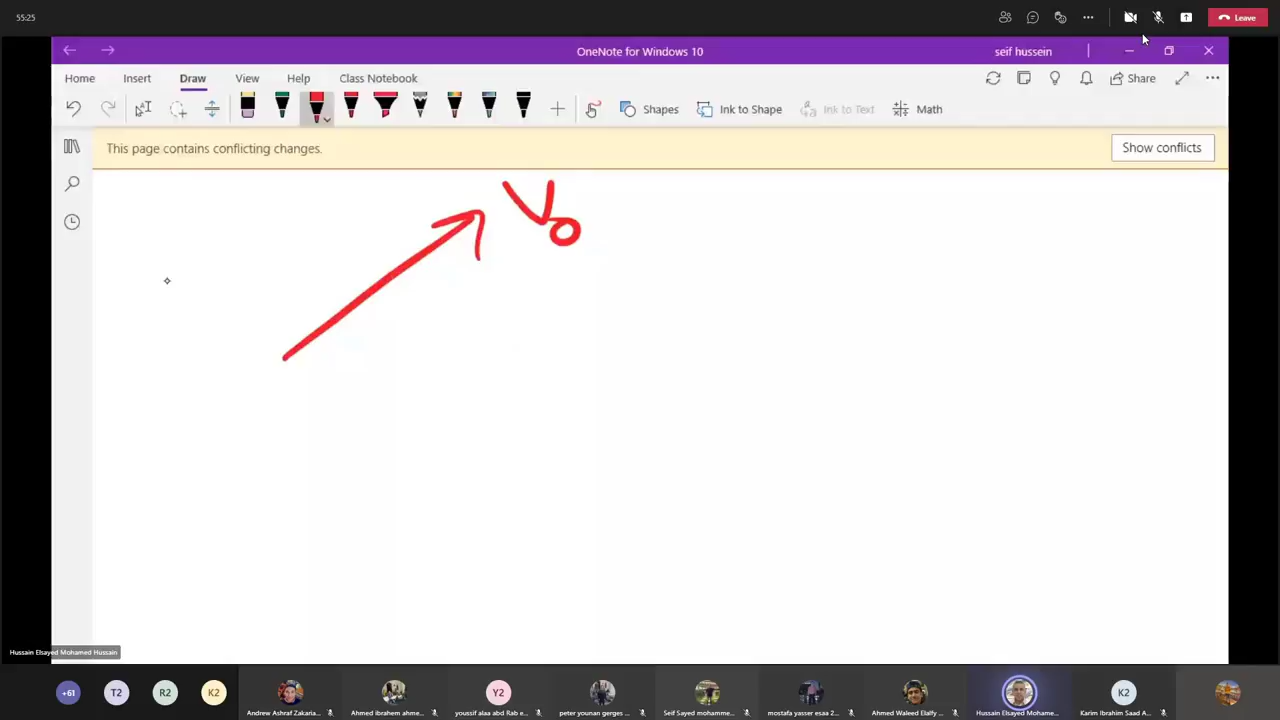 55:25
Leave
OneNote for Windows 10
seif hussein
Home Insert Draw View Help Class Notebook
Share
Shapes
Ink to Shape
Ink to Text
Math
This page contains conflicting changes.
Show conflicts
V₀
Hussain Elsayed Mohamed Hussain
+61
T2
R2
K2
Y2
K2
Andrew Ashraf Zakaria...
Ahmed ibrahem ahme...
youssif alaa abd Rab e...
peter younan gerges ...
Seif Sayed mohamme...
mostafa yasser esaa 2...
Ahmed Waleed Elalfy ...
Hussain Elsayed Mohame...
Karim Ibrahim Saad A...